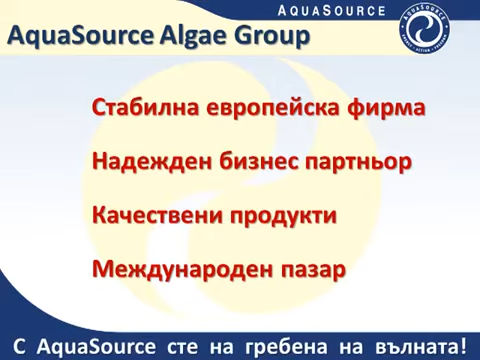 AQUASOURCE
AquaSource Algae Group
Стабилна европейска фирма
Надежден бизнес партньор
Качествени продукти
Международен пазар
С AquaSource сте на гребена на вълната!